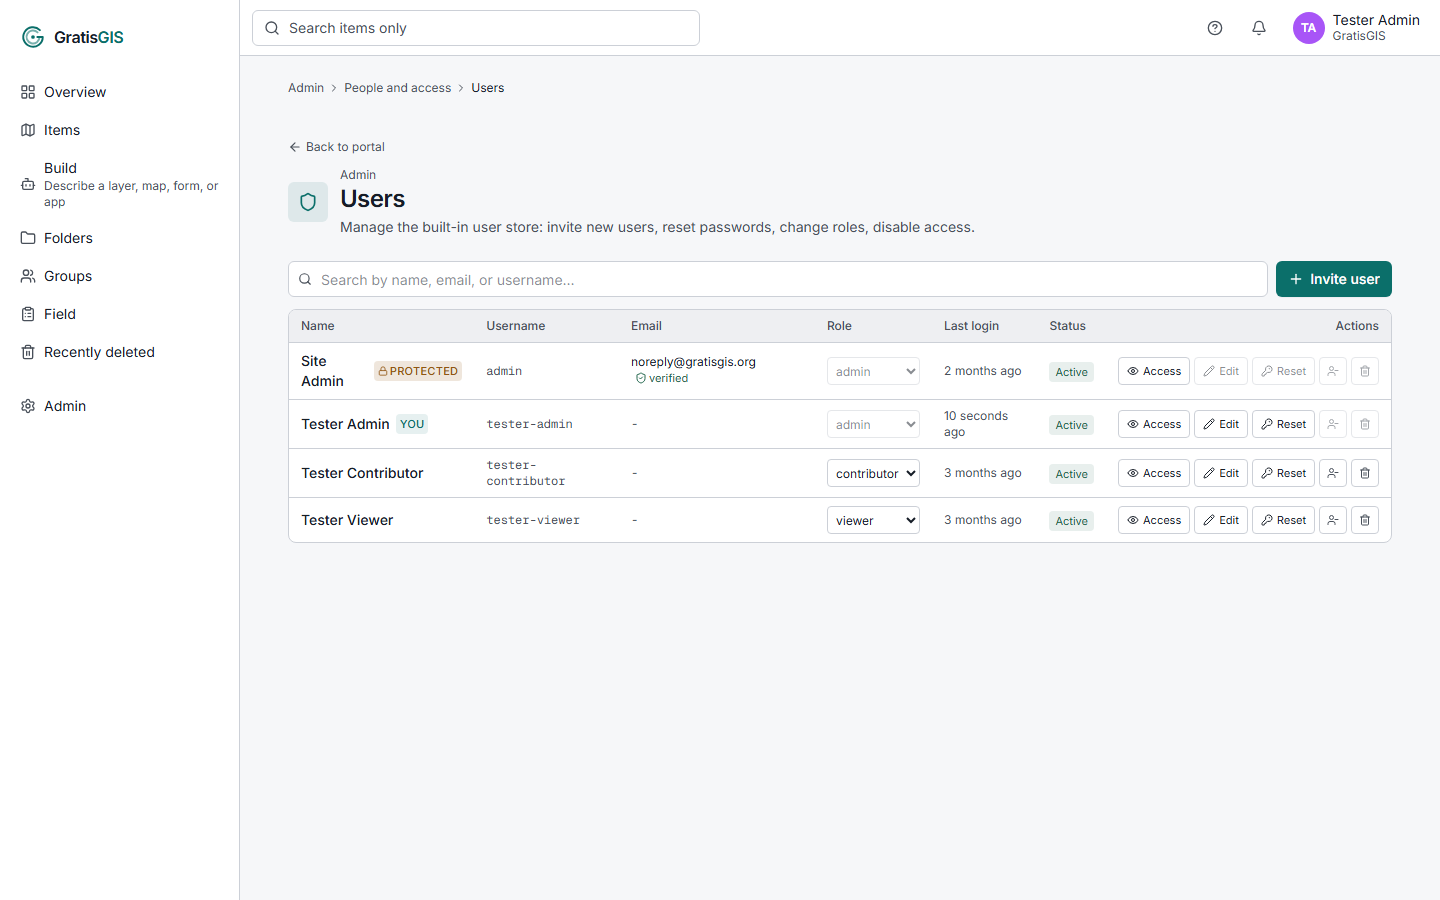 GratisGIS
Search items only
Tester Admin
GratisGIS
TA
Overview
Items
Build
Describe a layer, map, form, or
app
Folders
Groups
Field
Recently deleted
Admin
Admin > People and access > Users
Back to portal
Admin
Users
Manage the built-in user store: invite new users, reset passwords, change roles, disable access.
Search by name, email, or username...
Invite user
Name Username Email Role Last login Status Actions
Site
Admin
PROTECTED admin noreply@gratisgis.org
verified
admin 2 months ago Active Access Edit Reset
Tester Admin YOU tester-admin - admin 10 seconds
ago
Active Access Edit Reset
Tester Contributor tester-
contributor
- contributor 3 months ago Active Access Edit Reset
Tester Viewer tester-viewer - viewer 3 months ago Active Access Edit Reset